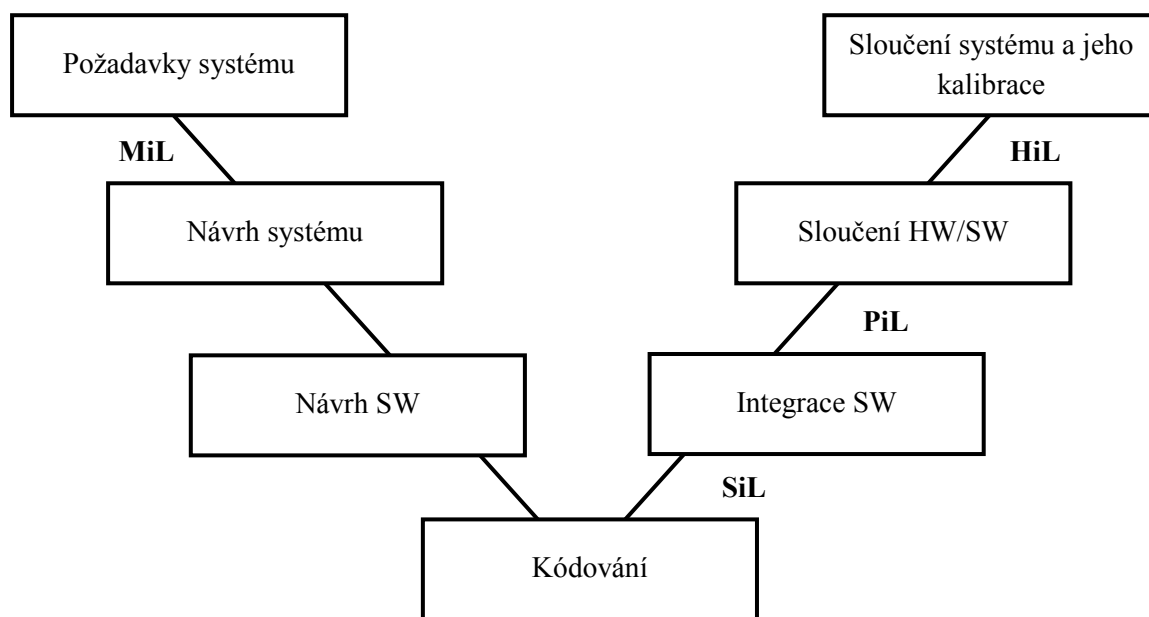 Požadavky systému
Sloučení systému a jeho
kalibrace
MiL
HiL
Návrh systému
Sloučení HW/SW
PiL
Návrh SW
Integrace SW
SiL
Kódování